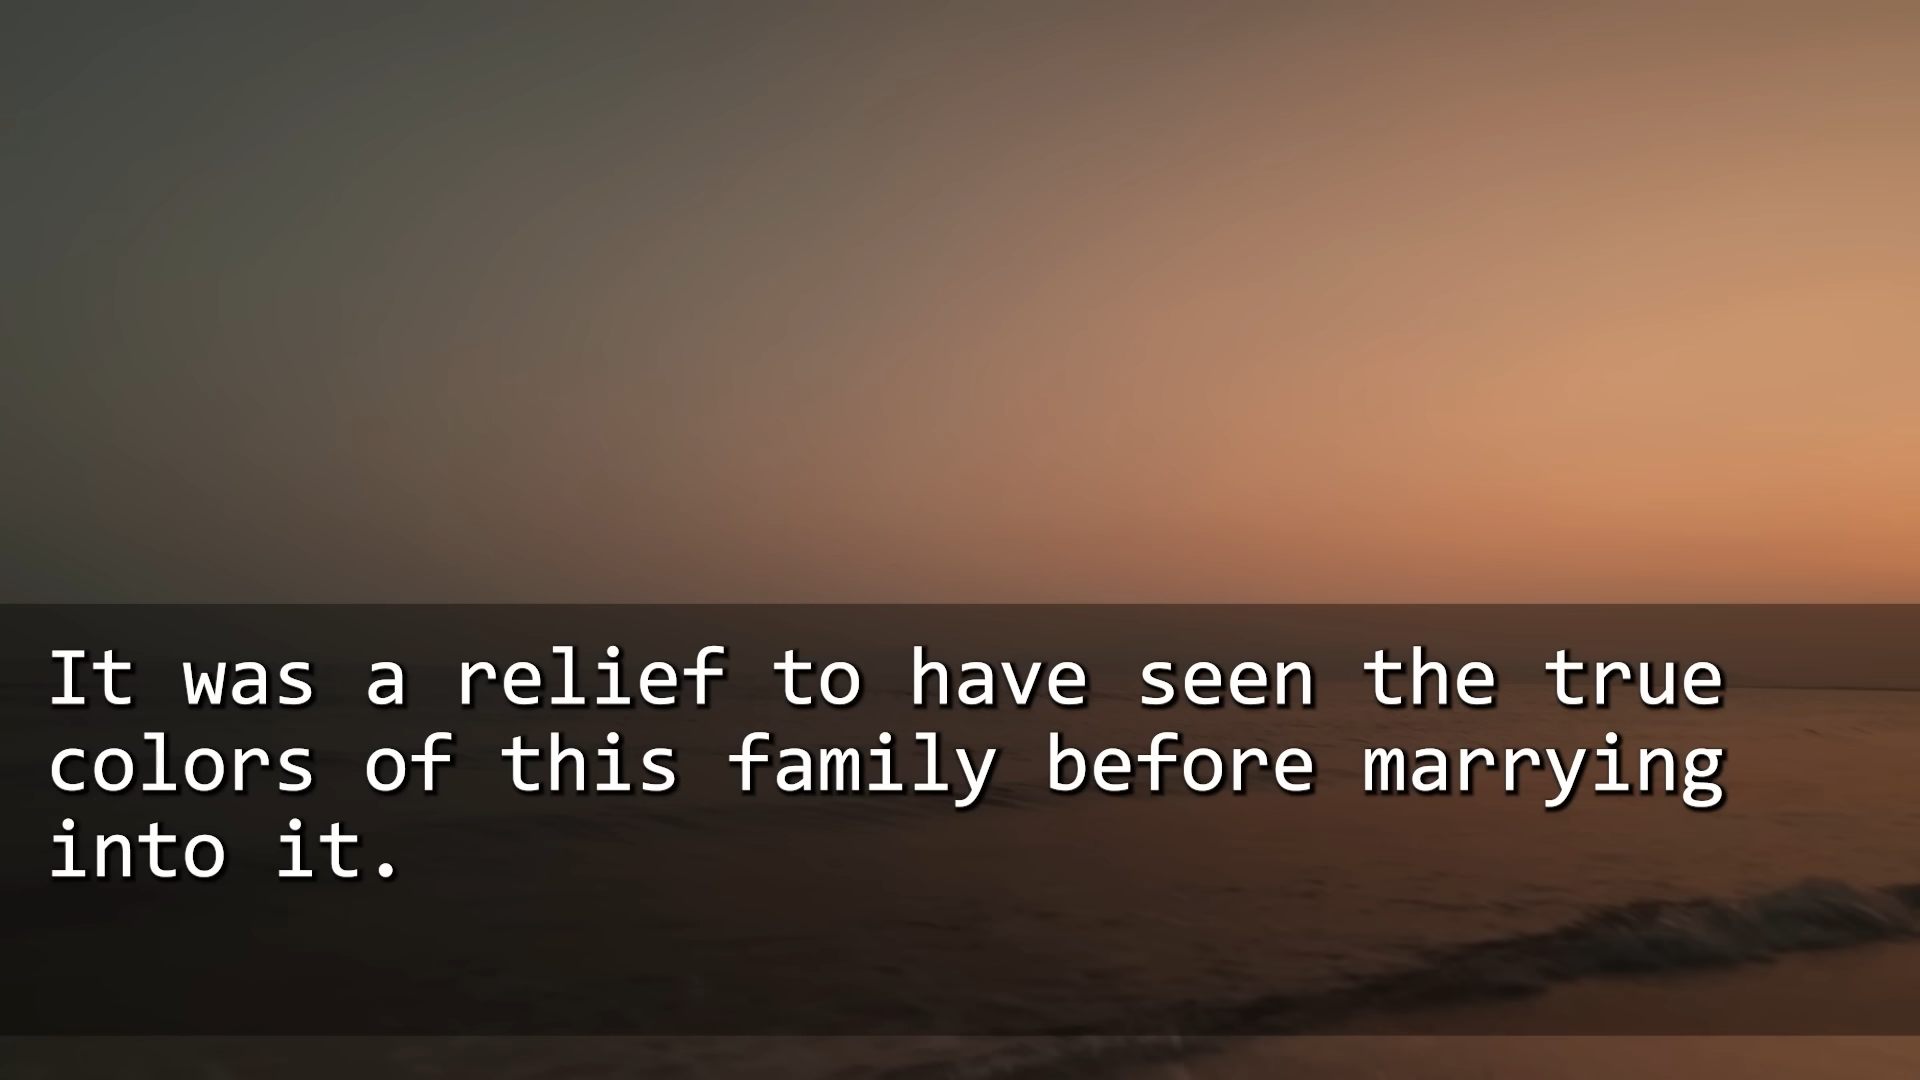 It was a relief to have seen the true
colors of this family before marrying
into it.